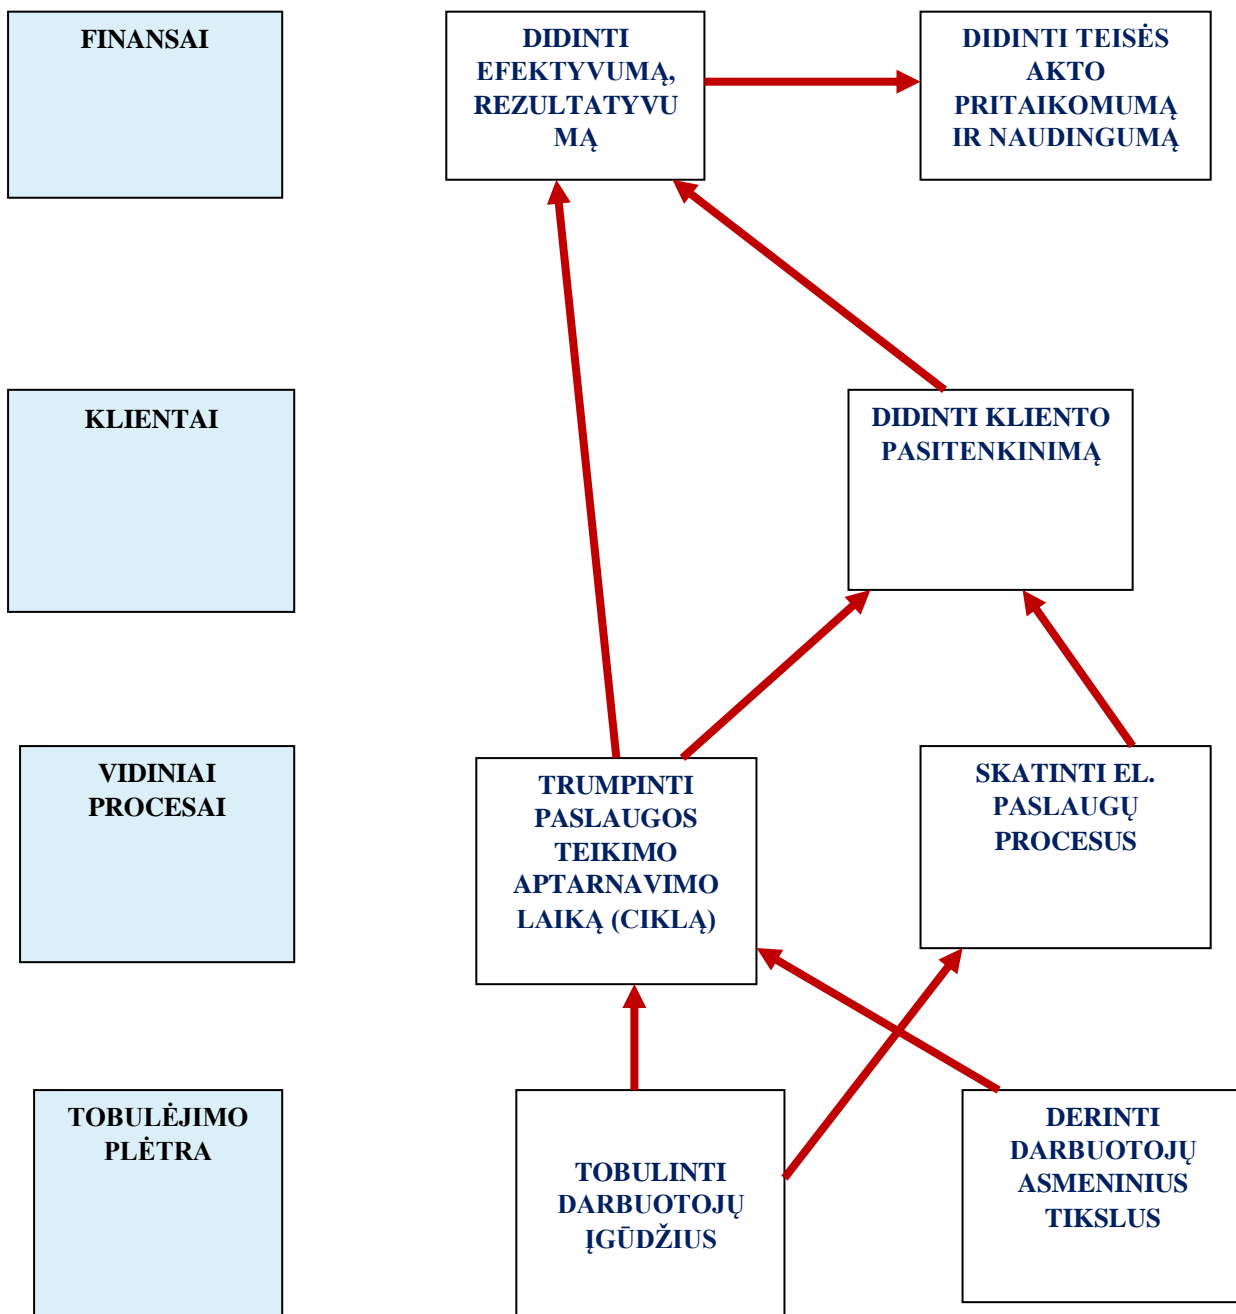 FINANSAI
DIDINTI
EFEKTYVUMĄ,
REZULTATYVU
MĄ
DIDINTI TEISĖS
AKTO
PRITAIKOMUMĄ
IR NAUDINGUMĄ
KLIENTAI
DIDINTI KLIENTO
PASITENKINIMĄ
VIDINIAI
PROCESAI
TRUMPINTI
PASLAUGOS
TEIKIMO
APTARNAVIMO
LAIKĄ (CIKLĄ)
SKATINTI EL.
PASLAUGŲ
PROCESUS
TOBULĖJIMO
PLĖTRA
TOBULINTI
DARBUOTOJŲ
ĮGŪDŽIUS
DERINTI
DARBUOTOJŲ
ASMENINIUS
TIKSLUS